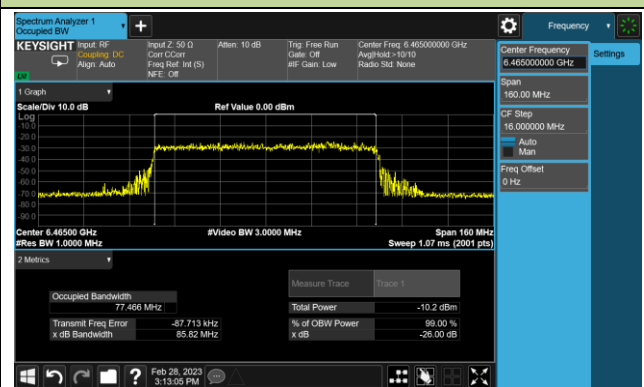 Spectrum Analyzer 1
Occupied BW
Frequency
KEYSIGHT
Input: RF
Coupling: DC
Align: Auto
Input Z: 50 Ω
Corr CCorr
Freq Ref: Int (S)
NFE: Off
Atten: 10 dB
Trig: Free Run
Gate: Off
#IF Gain: Low
Center Freq: 6.465000000 GHz
Avg|Hold:>10/10
Radio Std: None
Center Frequency
6.465000000 GHz
Settings
Span
160.00 MHz
CF Step
16.000000 MHz
Auto
Man
Freq Offset
0 Hz
1 Graph
Scale/Div 10.0 dB
Ref Value 0.00 dBm
Log
-10.0
-20.0
-30.0
-40.0
-50.0
-60.0
-70.0
-80.0
-90.0
Center 6.46500 GHz
#Video BW 3.0000 MHz
Span 160 MHz
#Res BW 1.0000 MHz
Sweep 1.07 ms (2001 pts)
2 Metrics
Measure Trace
Trace 1
Occupied Bandwidth
77.466 MHz
Total Power
-10.2 dBm
Transmit Freq Error
-87.713 kHz
% of OBW Power
99.00 %
x dB Bandwidth
85.82 MHz
x dB
-26.00 dB
?
Feb 28, 2023
3:13:05 PM